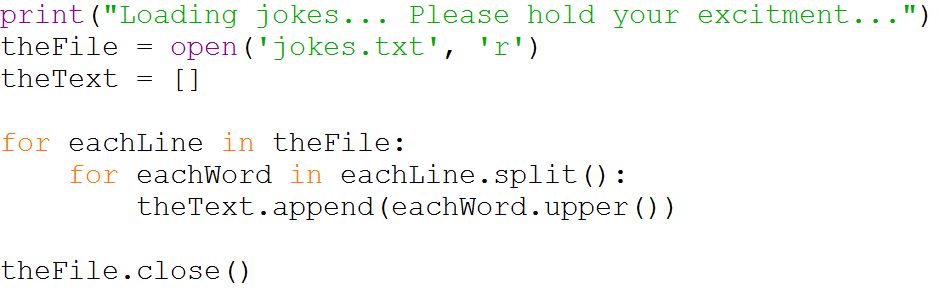 print("Loading jokes... Please hold your excitment...")
theFile = open('jokes.txt', 'r')
theText = []

for eachLine in theFile:
    for eachWord in eachLine.split():
        theText.append(eachWord.upper())

theFile.close()